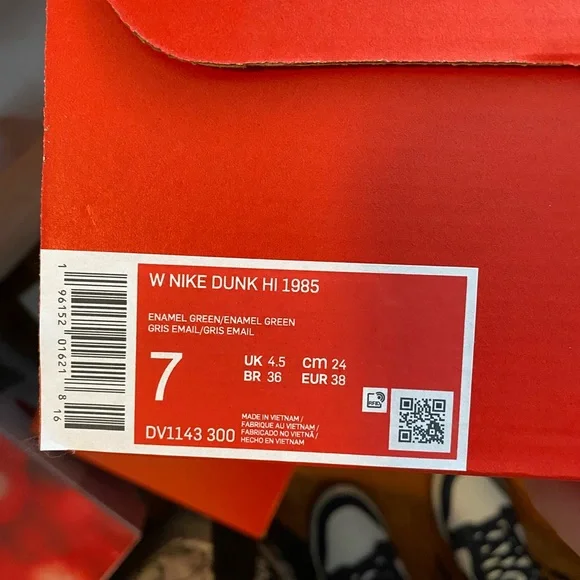 W NIKE DUNK HI 1985
ENAMEL GREEN/ENAMEL GREEN
GRIS EMAIL/GRIS EMAIL
7
UK 4.5 cm 24
BR 36 EUR 38
RFID
DV1143 300
MADE IN VIETNAM /
FABRIQUE AU VIETNAM /
FABRICADO NO VIETNÃ /
HECHO EN VIETNAM
1 96152 01621 8 16